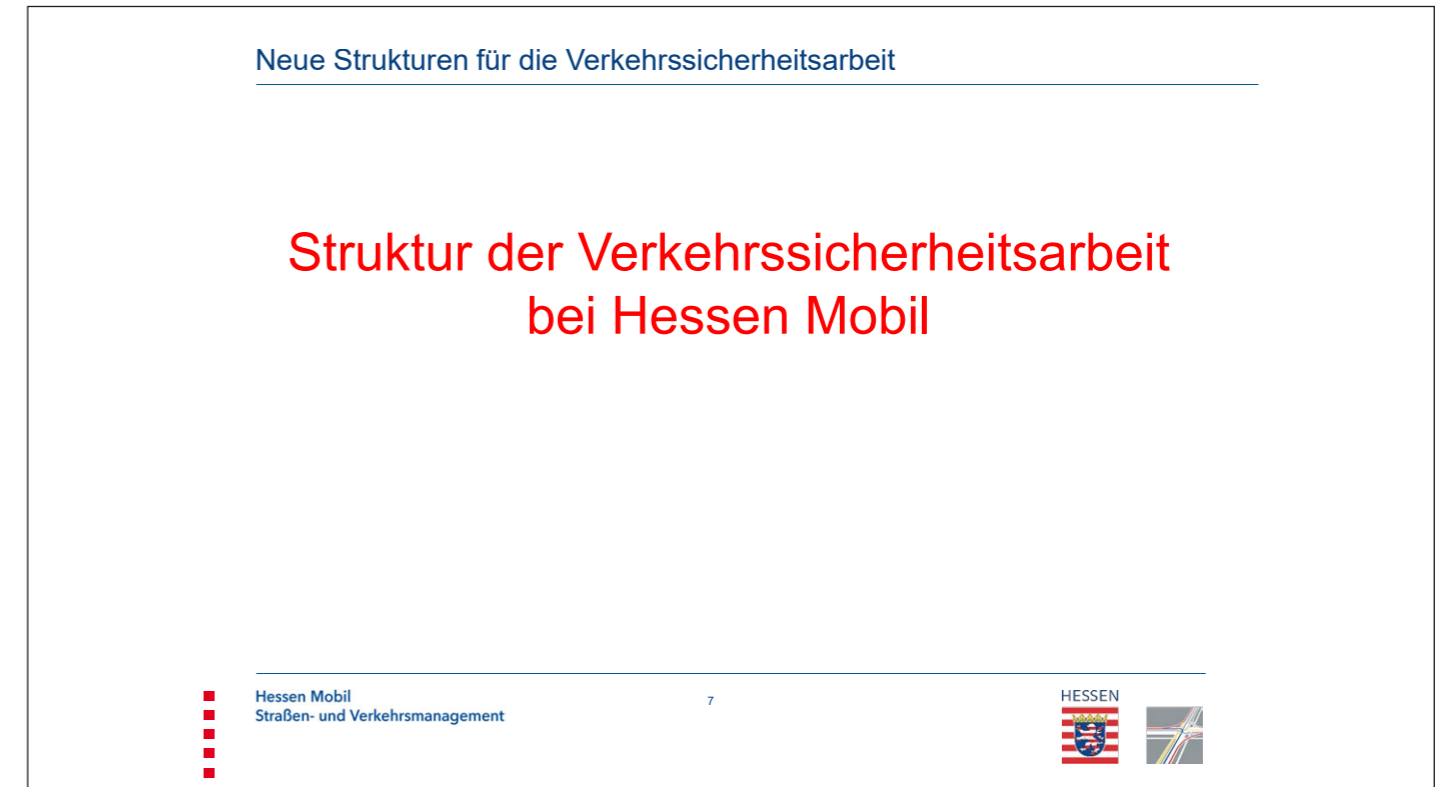 Neue Strukturen für die Verkehrssicherheitsarbeit
Struktur der Verkehrssicherheitsarbeit
bei Hessen Mobil
Hessen Mobil
Straßen- und Verkehrsmanagement
7
HESSEN